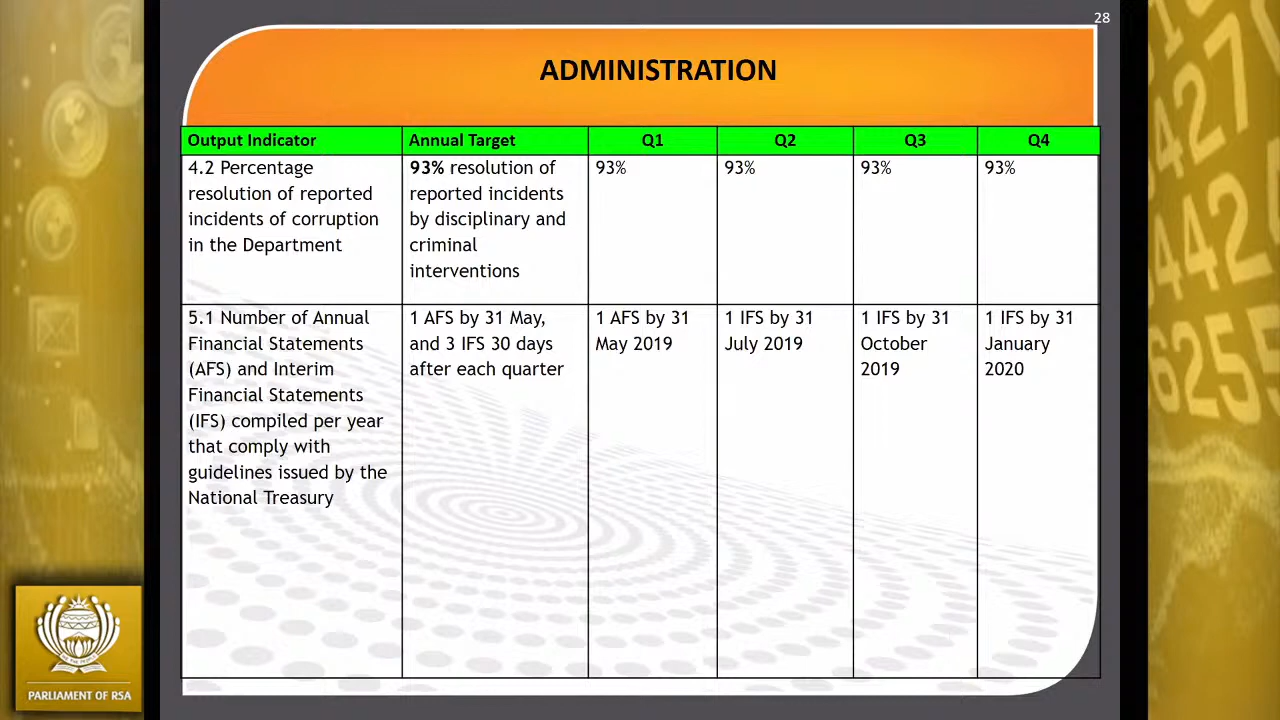 28
ADMINISTRATION
Output Indicator
Annual Target
Q1
Q2
Q3
Q4
4.2 Percentage
resolution of reported
incidents of corruption
in the Department
93% resolution of
reported incidents
by disciplinary and
criminal
interventions
93%
93%
93%
93%
5.1 Number of Annual
Financial Statements
(AFS) and Interim
Financial Statements
(IFS) compiled per year
that comply with
guidelines issued by the
National Treasury
1 AFS by 31 May,
and 3 IFS 30 days
after each quarter
1 AFS by 31
May 2019
1 IFS by 31
July 2019
1 IFS by 31
October
2019
1 IFS by 31
January
2020
PARLIAMENT OF RSA